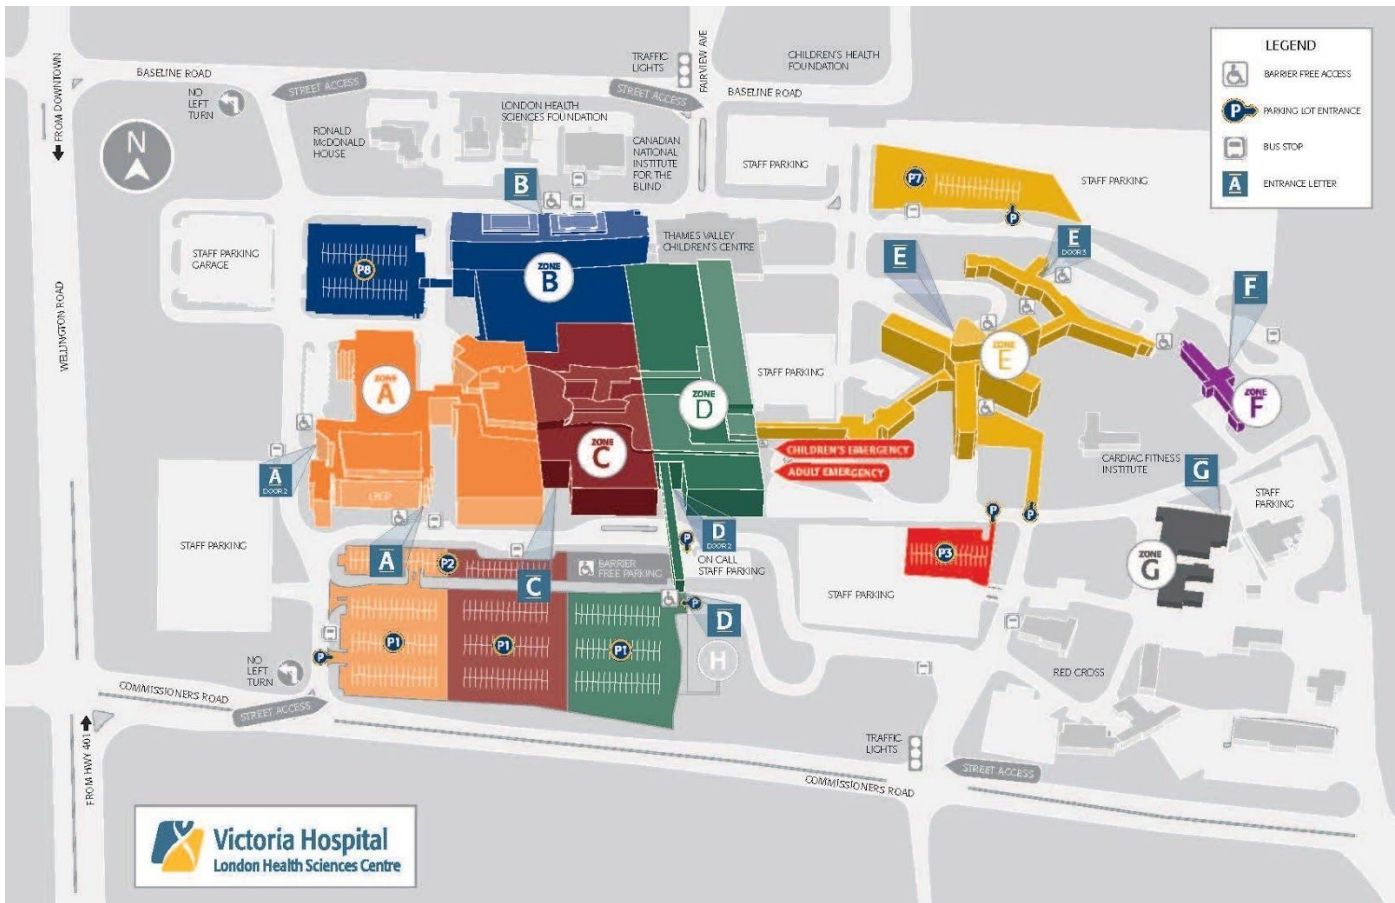 LEGEND
BARRIER FREE ACCESS
P
PARKING LOT ENTRANCE
BUS STOP
A
ENTRANCE LETTER
FROM DOWNTOWN
BASELINE ROAD
NO
LEFT
TURN
STREET ACCESS
TRAFFIC
LIGHTS
FAIRVIEW AVE
STREET ACCESS
BASELINE ROAD
CHILDREN'S HEALTH
FOUNDATION
N
RONALD
McDONALD
HOUSE
LONDON HEALTH
SCIENCES FOUNDATION
CANADIAN
NATIONAL
INSTITUTE
FOR THE
BLIND
STAFF PARKING
P7
STAFF PARKING
P
B
STAFF PARKING
GARAGE
P8
ZONE
B
THAMES VALLEY
CHILDREN'S CENTRE
E
E
DOOR 3
F
WELLINGTON ROAD
ZONE
A
ZONE
C
ZONE
D
STAFF PARKING
ZONE
E
ZONE
F
CHILDREN'S EMERGENCY
ADULT EMERGENCY
CARDIAC FITNESS
INSTITUTE
G
STAFF
PARKING
A
DOOR 2
LRCP
STAFF PARKING
A
P2
C
BARRIER
FREE PARKING
P
D
DOOR 2
ON CALL
STAFF PARKING
P
P
P3
ZONE
G
STAFF PARKING
P
D
H
P1
P1
P1
P
NO
LEFT
TURN
RED CROSS
COMMISSIONERS ROAD
STREET ACCESS
TRAFFIC
LIGHTS
STREET ACCESS
COMMISSIONERS ROAD
FROM HWY 401
Victoria Hospital
London Health Sciences Centre